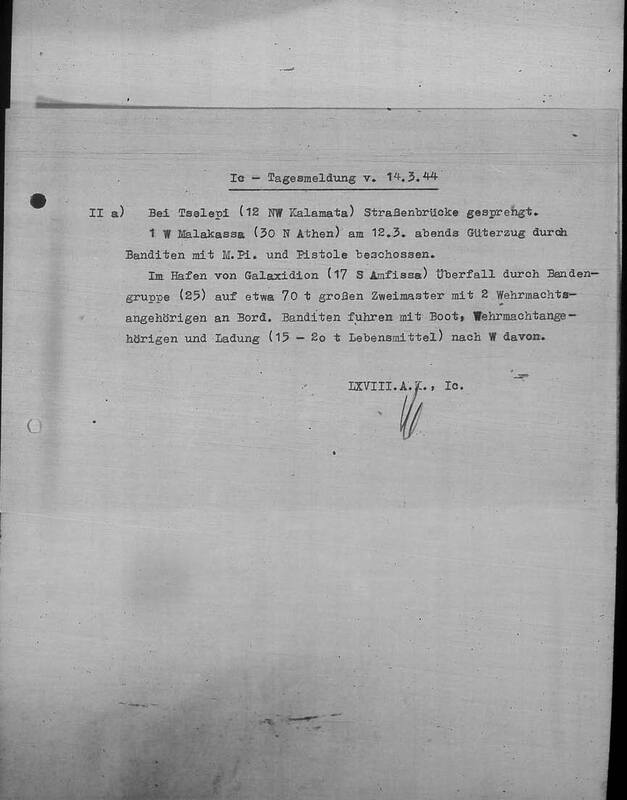 Ic - Tagesmeldung v. 14.3.44
II a) Bei Tselepi (12 NW Kalamata) Straßenbrücke gesprengt.
1 W Malakassa (30 N Athen) am 12.3. abends Güterzug durch
Banditen mit M.Pi. und Pistole beschossen.
Im Hafen von Galaxidion (17 S Amfissa) Überfall durch Banden-
gruppe (25) auf etwa 70 t großen Zweimaster mit 2 Wehrmachts-
angehörigen an Bord. Banditen fuhren mit Boot, Wehrmachtange-
hörigen und Ladung (15 - 2o t Lebensmittel) nach W davon.
LXVIII.A.K., Ic.